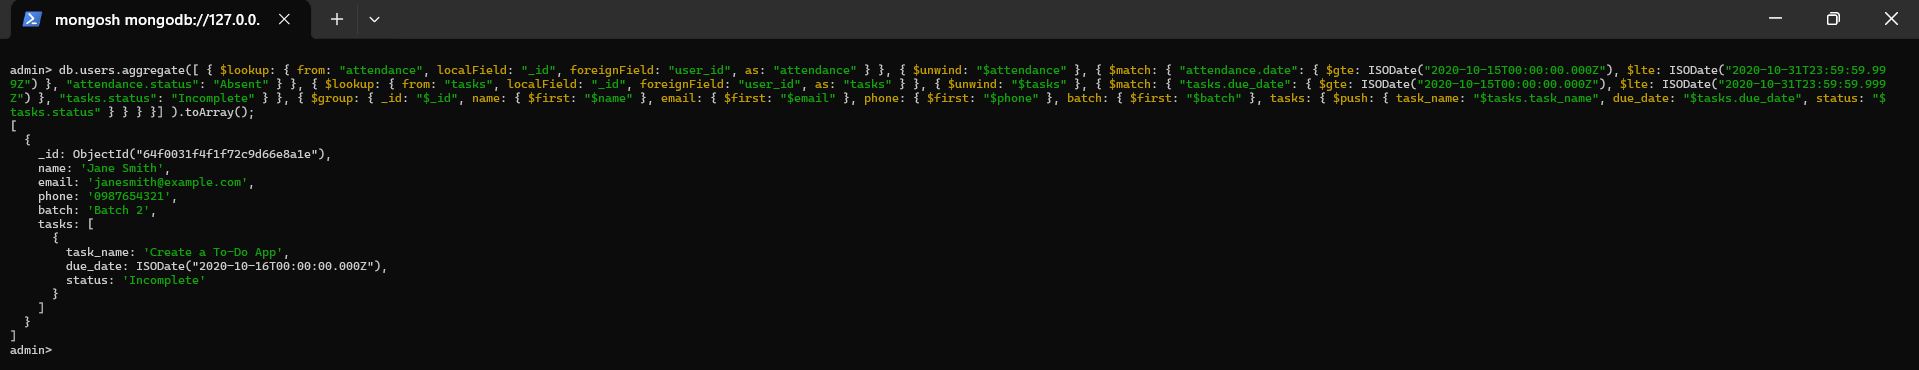 mongosh mongodb://127.0.0.
admin> db.users.aggregate([ { $lookup: { from: "attendance", localField: "_id", foreignField: "user_id", as: "attendance" } }, { $unwind: "$attendance" }, { $match: { "attendance.date": { $gte: ISODate("2020-10-15T00:00:00.000Z"), $lte: ISODate("2020-10-31T23:59:59.99
9Z") }, "attendance.status": "Absent" } }, { $lookup: { from: "tasks", localField: "_id", foreignField: "user_id", as: "tasks" } }, { $unwind: "$tasks" }, { $match: { "tasks.due_date": { $gte: ISODate("2020-10-15T00:00:00.000Z"), $lte: ISODate("2020-10-31T23:59:59.999
Z") }, "tasks.status": "Incomplete" } }, { $group: { _id: "$_id", name: { $first: "$name" }, email: { $first: "$email" }, phone: { $first: "$phone" }, batch: { $first: "$batch" }, tasks: { $push: { task_name: "$tasks.task_name", due_date: "$tasks.due_date", status: "$
tasks.status" } } } }] ).toArray();
[
  {
    _id: ObjectId("64f0031f4f1f72c9d66e8a1e"),
    name: 'Jane Smith',
    email: 'janesmith@example.com',
    phone: '0987654321',
    batch: 'Batch 2',
    tasks: [
      {
        task_name: 'Create a To-Do App',
        due_date: ISODate("2020-10-16T00:00:00.000Z"),
        status: 'Incomplete'
      }
    ]
  }
]
admin>